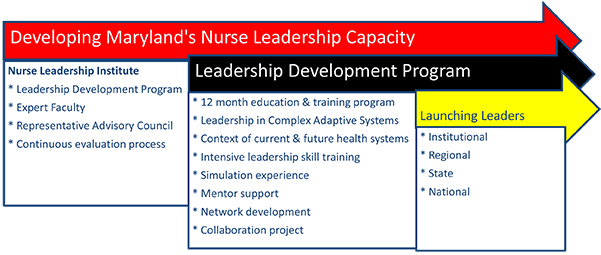 Developing Maryland's Nurse Leadership Capacity
Nurse Leadership Institute
* Leadership Development Program
* Expert Faculty
* Representative Advisory Council
* Continuous evaluation process
Leadership Development Program
* 12 month education & training program
* Leadership in Complex Adaptive Systems
* Context of current & future health systems
* Intensive leadership skill training
* Simulation experience
* Mentor support
* Network development
* Collaboration project
Launching Leaders
* Institutional
* Regional
* State
* National